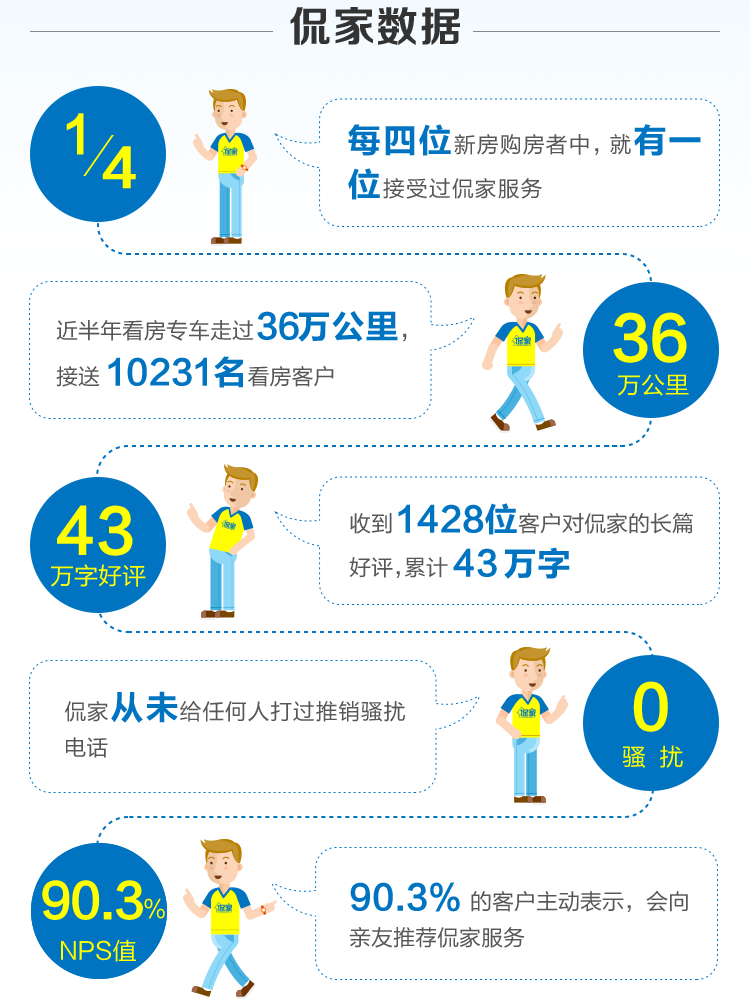 侃家数据
1/4
侃家
每四位新房购房者中，就有一
位接受过侃家服务
近半年看房专车走过36万公里，
接送 10231名看房客户
侃家
36
万公里
43
万字好评
侃家
收到1428位客户对侃家的长篇
好评，累计 43 万字
侃家从未给任何人打过推销骚扰
电话
侃家
0
骚 扰
90.3%
NPS值
侃家
90.3% 的客户主动表示，会向
亲友推荐侃家服务